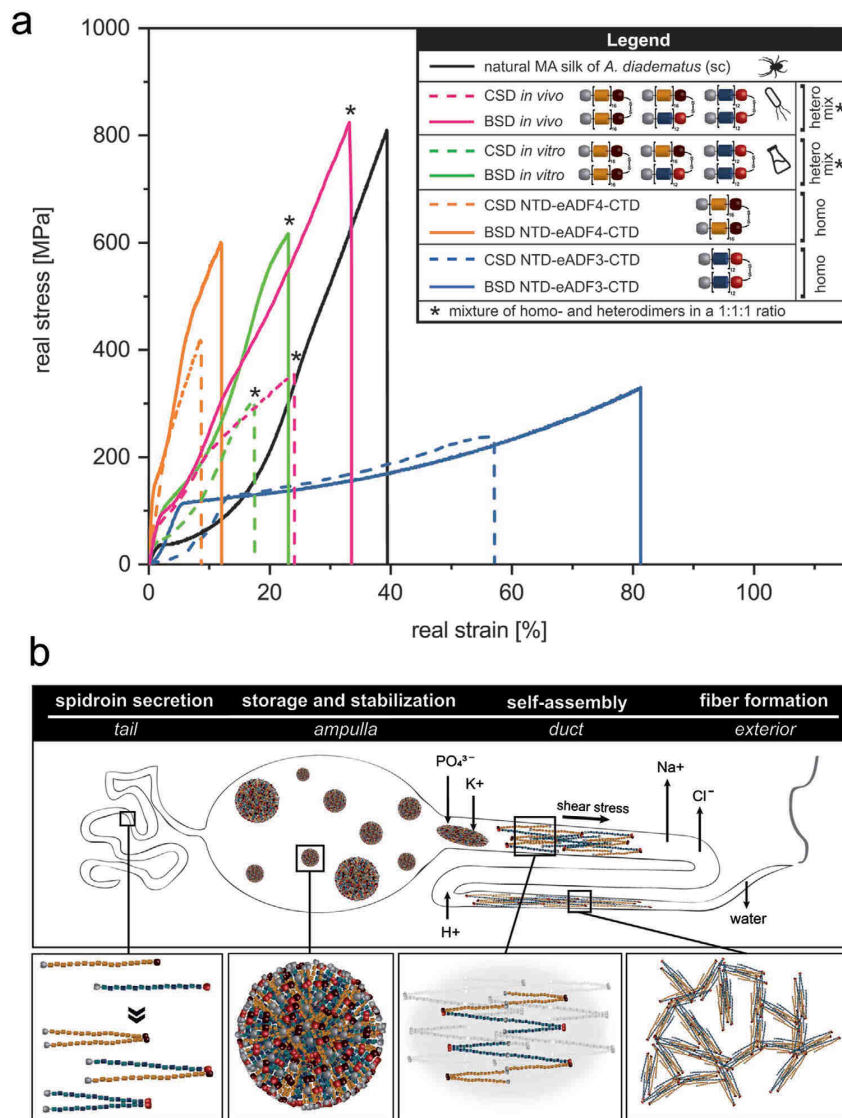 a
1000
800
600
400
200
0
real stress [MPa]
0 20 40 60 80 100
real strain [%]
Legend
natural MA silk of A. diadematus (sc)
CSD in vivo
BSD in vivo
hetero mix *
CSD in vitro
BSD in vitro
hetero mix *
CSD NTD-eADF4-CTD
BSD NTD-eADF4-CTD
homo
CSD NTD-eADF3-CTD
BSD NTD-eADF3-CTD
homo
* mixture of homo- and heterodimers in a 1:1:1 ratio
* * * *
b
spidroin secretion storage and stabilization self-assembly fiber formation
tail ampulla duct exterior
PO₄³⁻
K+
shear stress
Na+
Cl⁻
H+
water